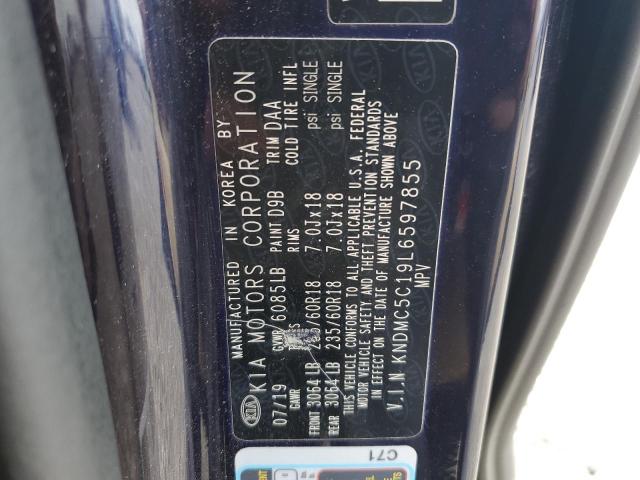 MANUFACTURED IN KOREA BY
KIA KIA MOTORS CORPORATION
07/19 GVWR 6085LB PAINT D9B TRIM DAA
GAWR RIMS COLD TIRE INFL
FRONT 3064LB /60R18 7.0Jx18 psi SINGLE
REAR 3064LB 235/60R18 7.0Jx18 psi SINGLE
THIS VEHICLE CONFORMS TO ALL APPLICABLE U.S.A. FEDERAL
MOTOR VEHICLE SAFETY AND THEFT PREVENTION STANDARDS
IN EFFECT ON THE DATE OF MANUFACTURE SHOWN ABOVE
V.I.N KNDMC5C19L6597855
MPV
C71